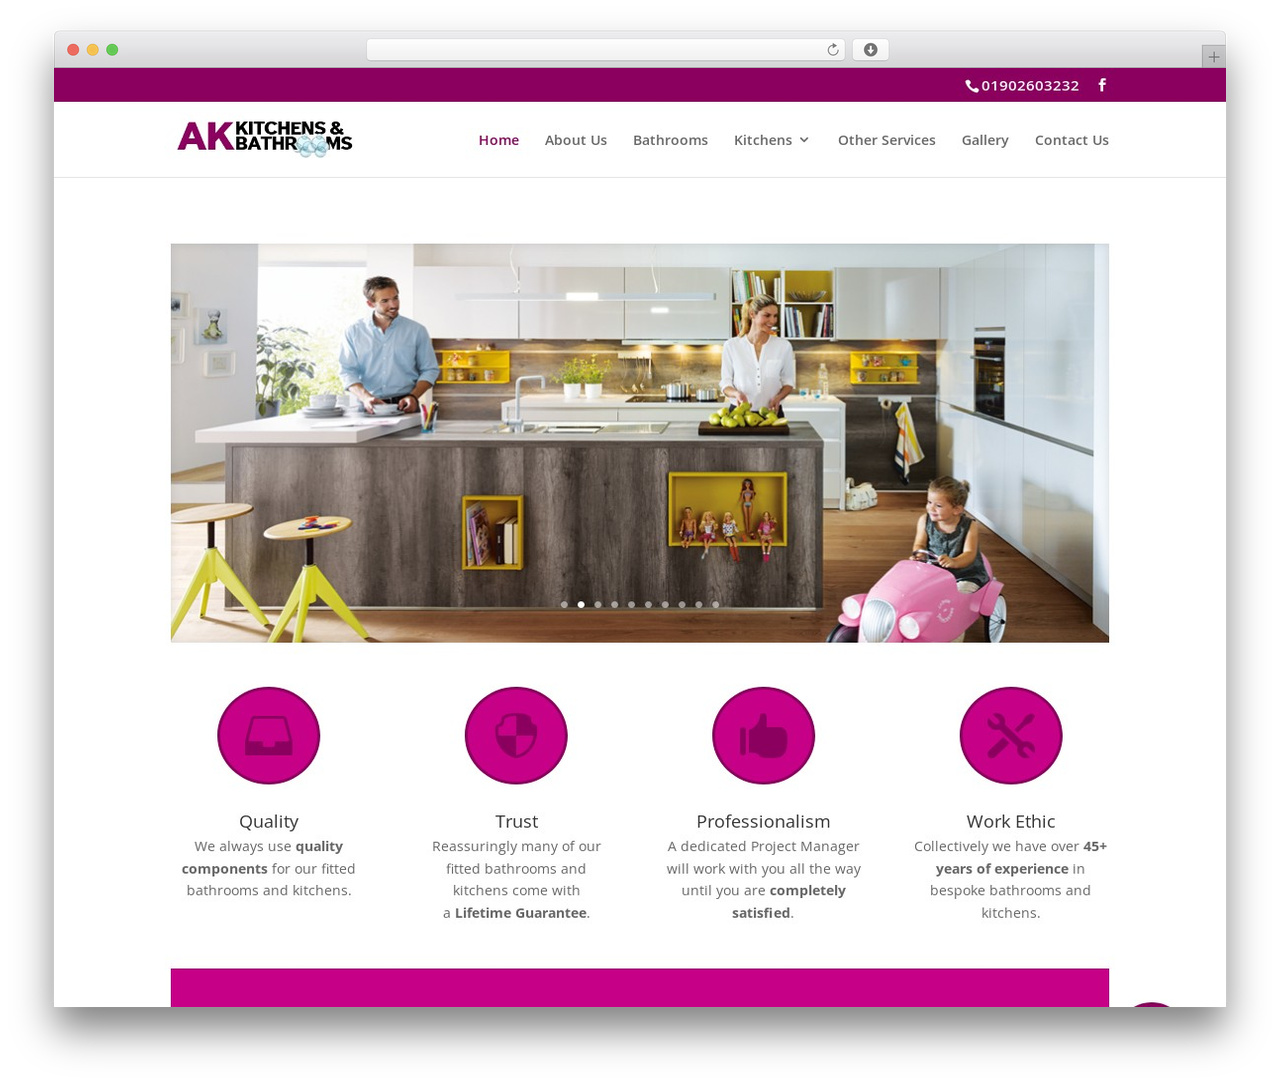 01902603232
AK KITCHENS &
BATHROOMS
Home About Us Bathrooms Kitchens Other Services Gallery Contact Us
Quality
We always use quality
components for our fitted
bathrooms and kitchens.
Trust
Reassuringly many of our
fitted bathrooms and
kitchens come with
a Lifetime Guarantee.
Professionalism
A dedicated Project Manager
will work with you all the way
until you are completely
satisfied.
Work Ethic
Collectively we have over 45+
years of experience in
bespoke bathrooms and
kitchens.